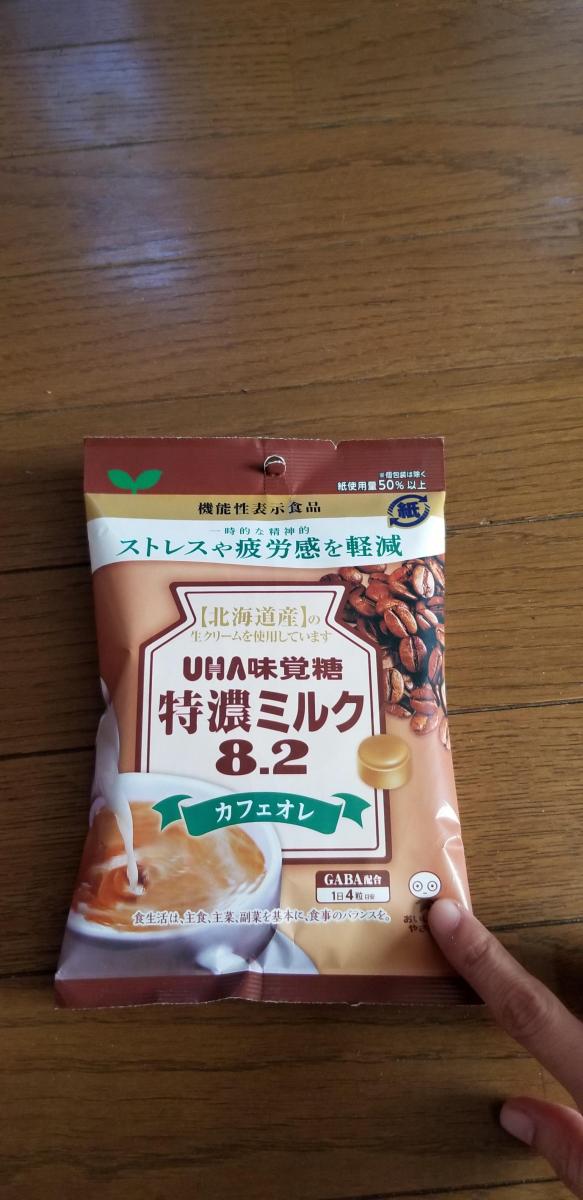 ※個包装は除く
紙使用量50%以上
紙
機能性表示食品
一時的な精神的
ストレスや疲労感を軽減
【北海道産】の
生クリームを使用しています
UHA味覚糖
特濃ミルク
8.2
カフェオレ
GABA配合
1日4粒目安
食生活は、主食、主菜、副菜を基本に、食事のバランスを。